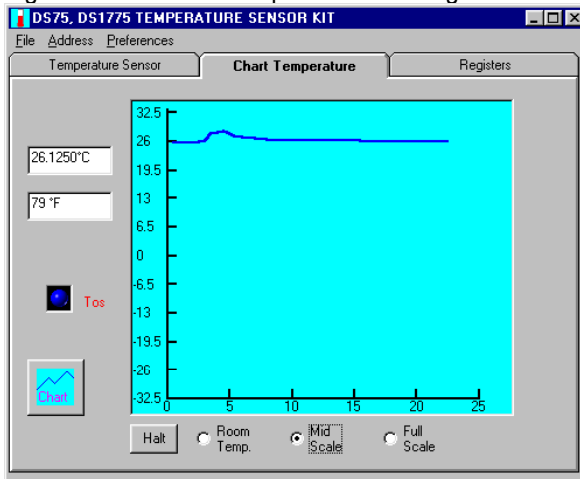 DS75, DS1775 TEMPERATURE SENSOR KIT
File Address Preferences
Temperature Sensor Chart Temperature Registers
32.5
26
19.5
13
6.5
0
-6.5
-13
-19.5
-26
-32.5
0 5 10 15 20 25
26.1250°C
79 °F
Tos
Chart
Halt
Room Temp.
Mid Scale
Full Scale